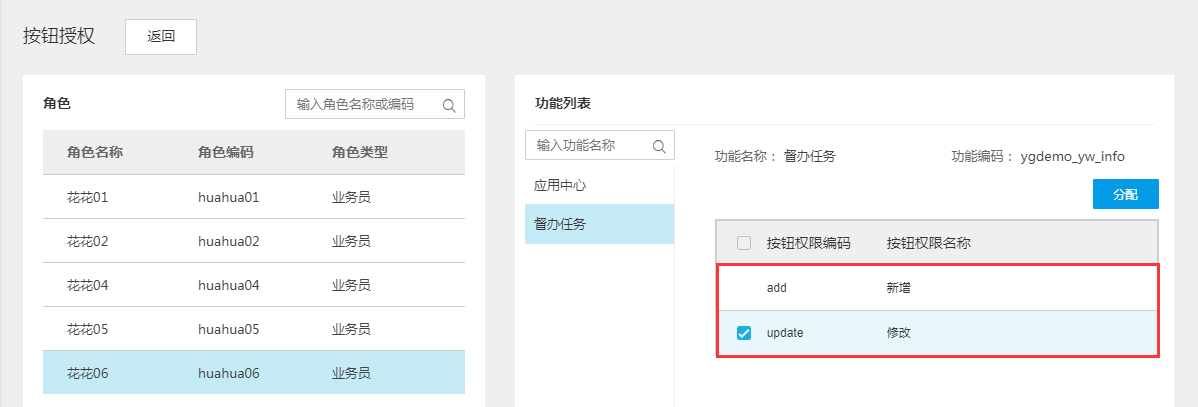 按钮授权 返回
角色 输入角色名称或编码
角色名称 角色编码 角色类型
花花01 huahua01 业务员
花花02 huahua02 业务员
花花04 huahua04 业务员
花花05 huahua05 业务员
花花06 huahua06 业务员
功能列表
输入功能名称
应用中心
督办任务
功能名称： 督办任务 功能编码： ygdemo_yw_info
分配
按钮权限编码 按钮权限名称
add 新增
update 修改